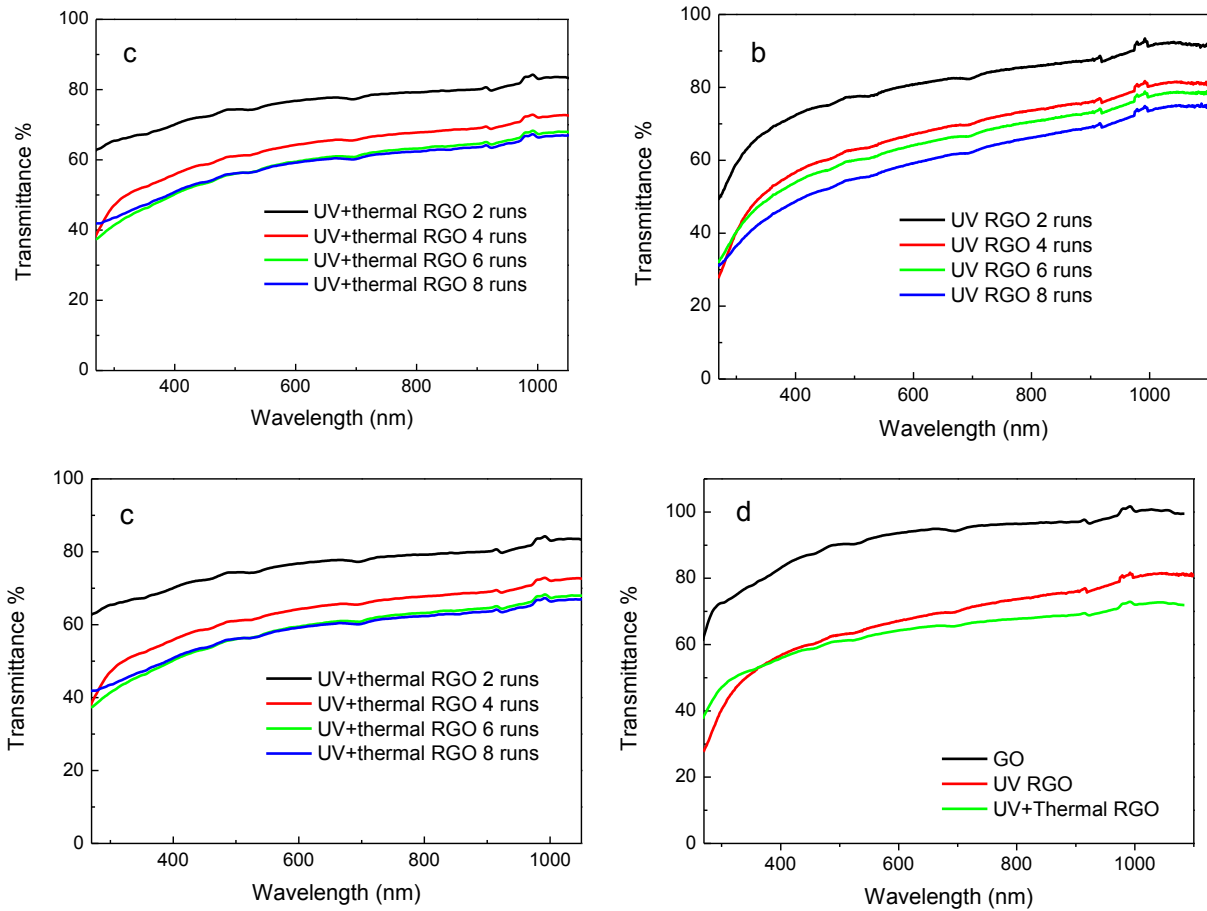 100
c
80
60
40
20
0
Transmittance %
UV+thermal RGO 2 runs
UV+thermal RGO 4 runs
UV+thermal RGO 6 runs
UV+thermal RGO 8 runs
400 600 800 1000
Wavelength (nm)
100
b
80
60
40
20
0
Transmittance %
UV RGO 2 runs
UV RGO 4 runs
UV RGO 6 runs
UV RGO 8 runs
400 600 800 1000
Wavelength (nm)
100
c
80
60
40
20
0
Transmittance %
UV+thermal RGO 2 runs
UV+thermal RGO 4 runs
UV+thermal RGO 6 runs
UV+thermal RGO 8 runs
400 600 800 1000
Wavelength (nm)
100
d
80
60
40
20
0
Transmittance %
GO
UV RGO
UV+Thermal RGO
400 600 800 1000
Wavelength (nm)